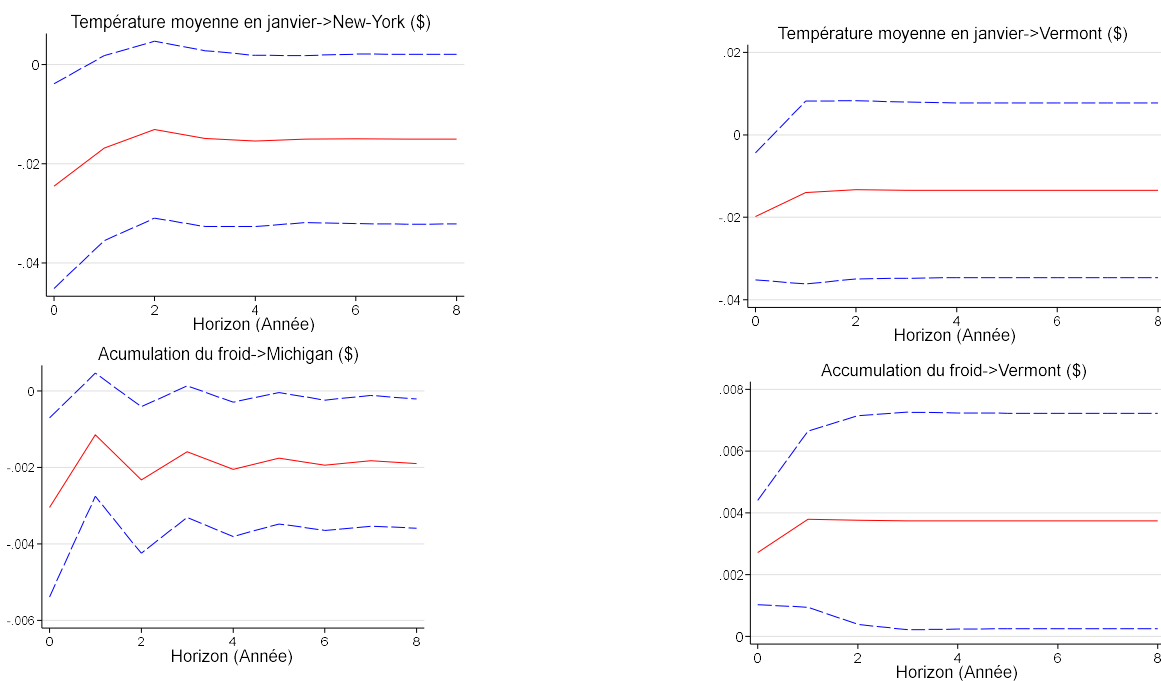 Température moyenne en janvier->New-York ($)
0
-.02
-.04
0 2 4 6 8
Horizon (Année)
Température moyenne en janvier->Vermont ($)
.02
0
-.02
-.04
0 2 4 6 8
Horizon (Année)
Acumulation du froid->Michigan ($)
0
-.002
-.004
-.006
0 2 4 6 8
Horizon (Année)
Accumulation du froid->Vermont ($)
.008
.006
.004
.002
0
0 2 4 6 8
Horizon (Année)